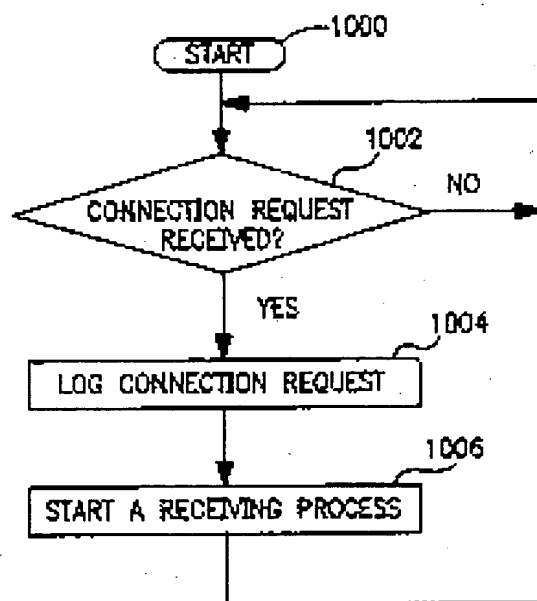 1000
START
1002
CONNECTION REQUEST
RECEIVED?
NO
YES
1004
LOG CONNECTION REQUEST
1006
START A RECEIVING PROCESS